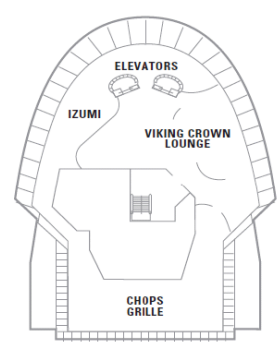 ELEVATORS
IZUMI
VIKING CROWN
LOUNGE
CHOPS
GRILLE